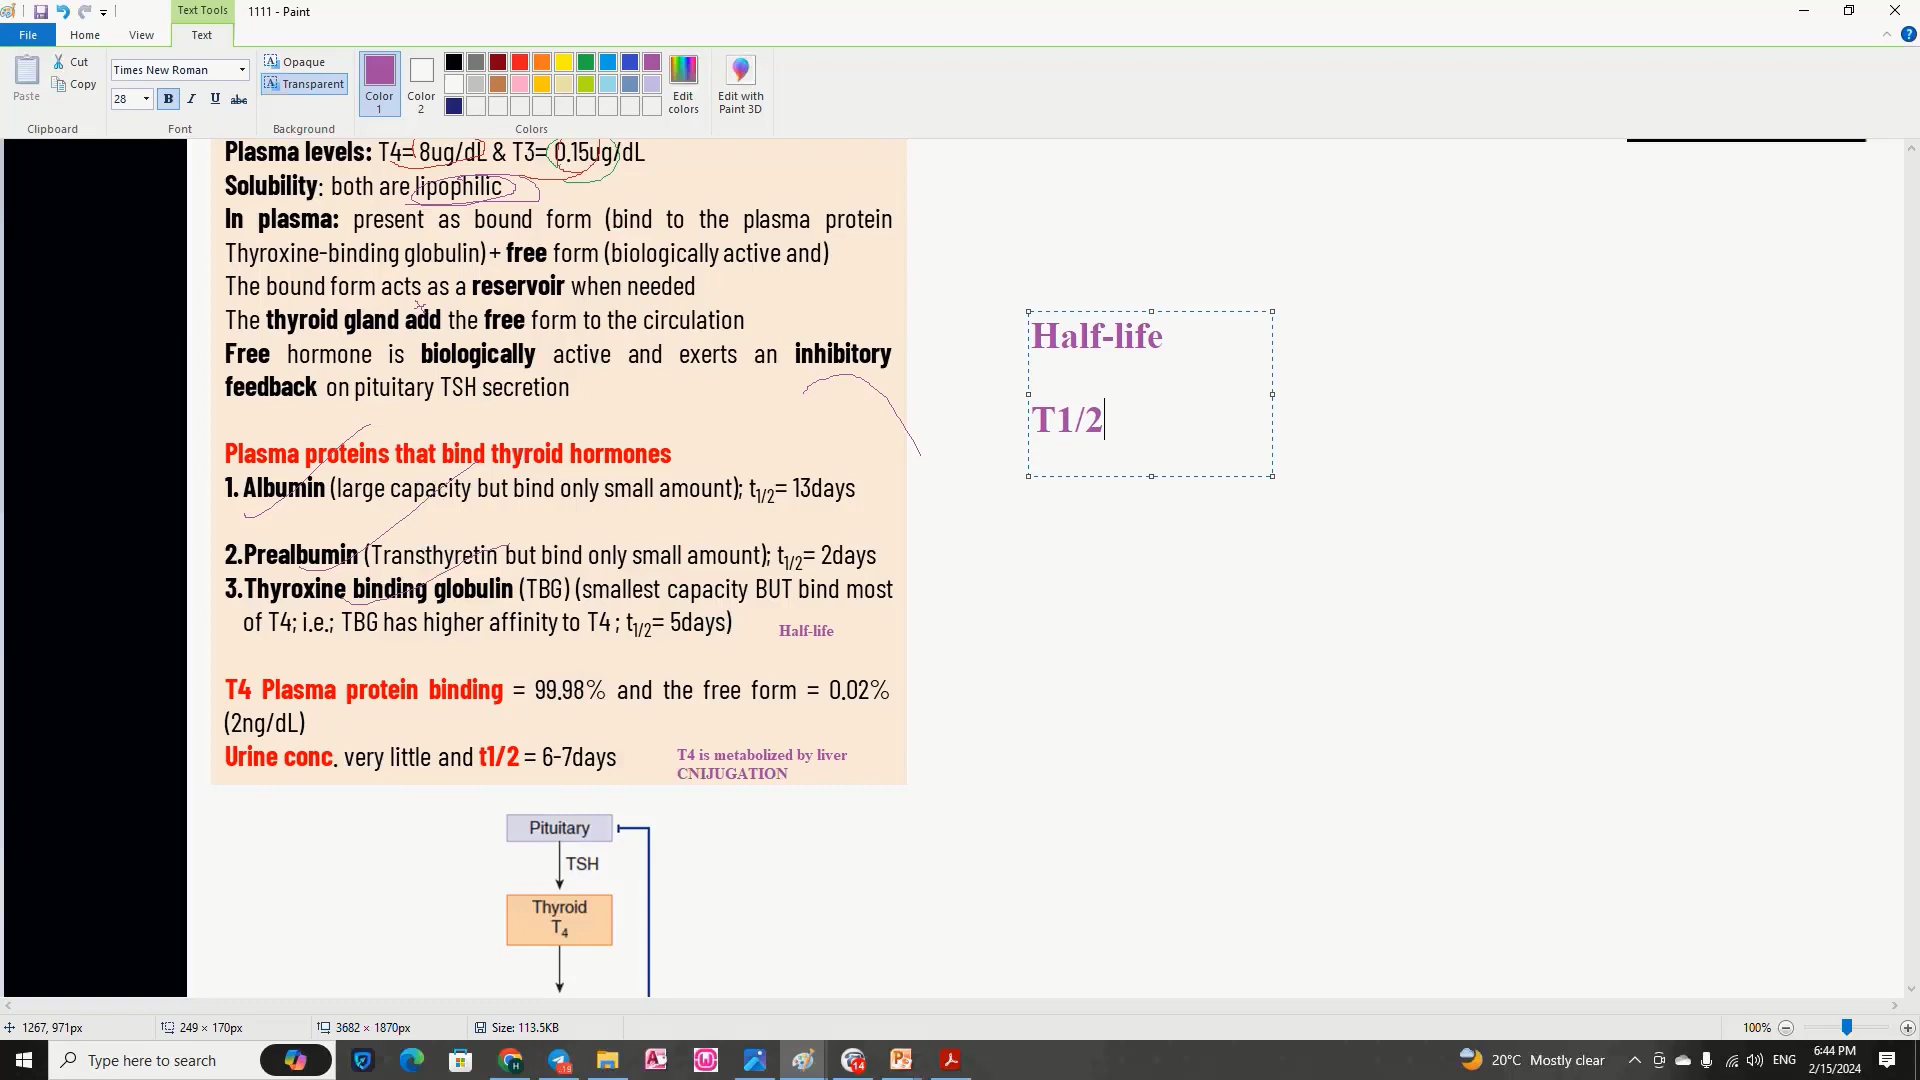 Text Tools
1111 - Paint
File
Home
View
Text
Paste
Cut
Copy
Clipboard
Times New Roman
28
B I U abc
Font
Opaque
Transparent
Background
Color 1
Color 2
Colors
Edit colors
Edit with Paint 3D
Plasma levels: T4= 8ug/dL & T3= 0.15ug/dL
Solubility: both are lipophilic
In plasma: present as bound form (bind to the plasma protein
Thyroxine-binding globulin) + free form (biologically active and)
The bound form acts as a reservoir when needed
The thyroid gland add the free form to the circulation
Free hormone is biologically active and exerts an inhibitory
feedback on pituitary TSH secretion
Plasma proteins that bind thyroid hormones
1. Albumin (large capacity but bind only small amount); t1/2= 13days
2.Prealbumin (Transthyretin but bind only small amount); t1/2= 2days
3.Thyroxine binding globulin (TBG) (smallest capacity BUT bind most
of T4; i.e.; TBG has higher affinity to T4 ; t1/2= 5days)
Half-life
T4 Plasma protein binding = 99.98% and the free form = 0.02%
(2ng/dL)
Urine conc. very little and t1/2 = 6-7days
T4 is metabolized by liver
CNIJUGATION
Half-life
T1/2
Pituitary
TSH
Thyroid
T4
1267, 971px
249 × 170px
3682 × 1870px
Size: 113.5KB
100%
Type here to search
20°C Mostly clear
ENG
6:44 PM
2/15/2024